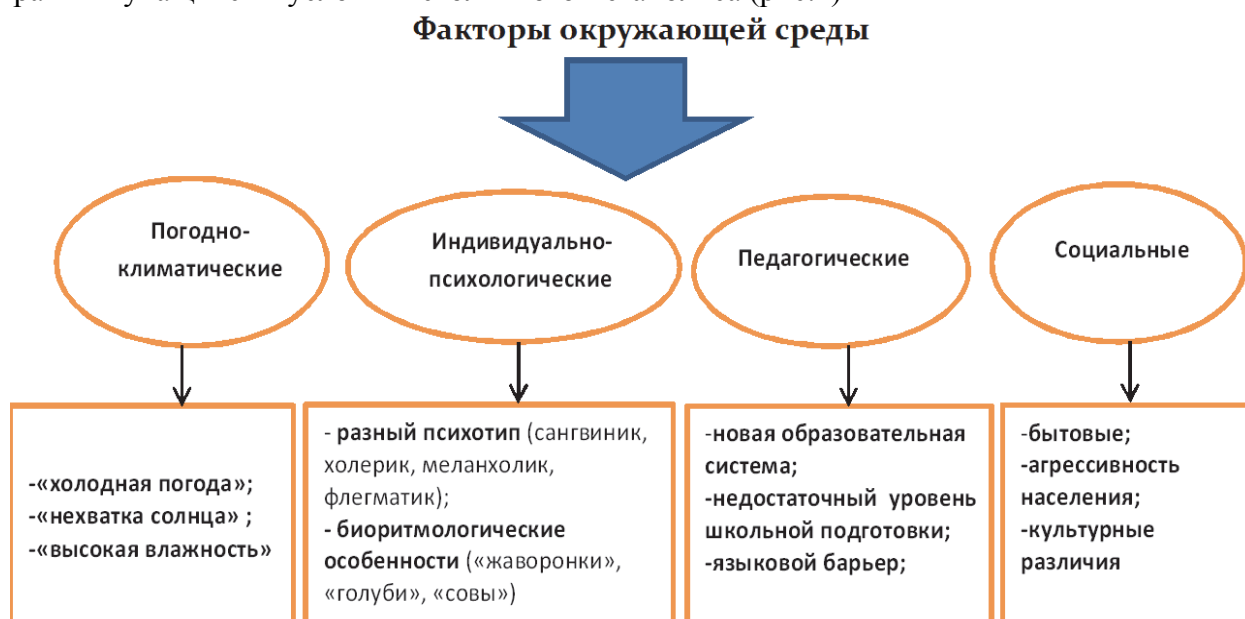 Факторы окружающей среды
Погодно-
климатические
Индивидуально-
психологические
Педагогические
Социальные
-«холодная погода»;
-«нехватка солнца» ;
-«высокая влажность»
- разный психотип (сангвиник,
холерик, меланхолик,
флегматик);
- биоритмологические
особенности («жаворонки»,
«голуби», «совы»)
-новая образовательная
система;
-недостаточный уровень
школьной подготовки;
-языковой барьер;
-бытовые;
-агрессивность
населения;
-культурные
различия